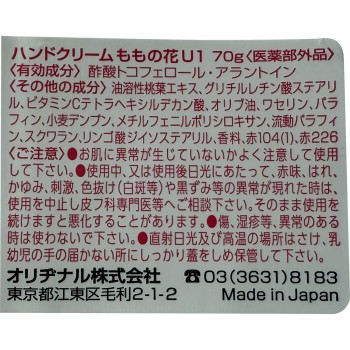 ハンドクリーム ももの花U1 70g〈医薬部外品〉
〈有効成分〉 酢酸トコフェロール・アラントイン
〈その他の成分〉 油溶性桃葉エキス、グリチルレチン酸ステアリ
ル、ビタミンCテトラヘキシルデカン酸、オリブ油、ワセリン、パラ
フィン、小麦デンプン、メチルフェニルポリシロキサン、流動パラフィ
ン、スクワラン、リンゴ酸ジイソステアリル、香料、赤104(1)、赤226
〈ご注意〉●お肌に異常が生じていないかよく注意して使用
して下さい。●使用中、又は使用後日光にあたって、赤味、はれ、
かゆみ、刺激、色抜け(白斑等)や黒ずみ等の異常が現れた時は、
使用を中止し皮フ科専門医等へご相談下さい。そのまま使用を
続けますと悪化することがあります。●傷、湿疹等、異常のある
時は使わないで下さい。●直射日光及び高温の場所はさけ、乳
幼児の手の届かない所にしっかり蓋をしめ保管して下さい。
オリヂナル株式会社 ☎03(3631)8183
東京都江東区毛利2-1-2 Made in Japan